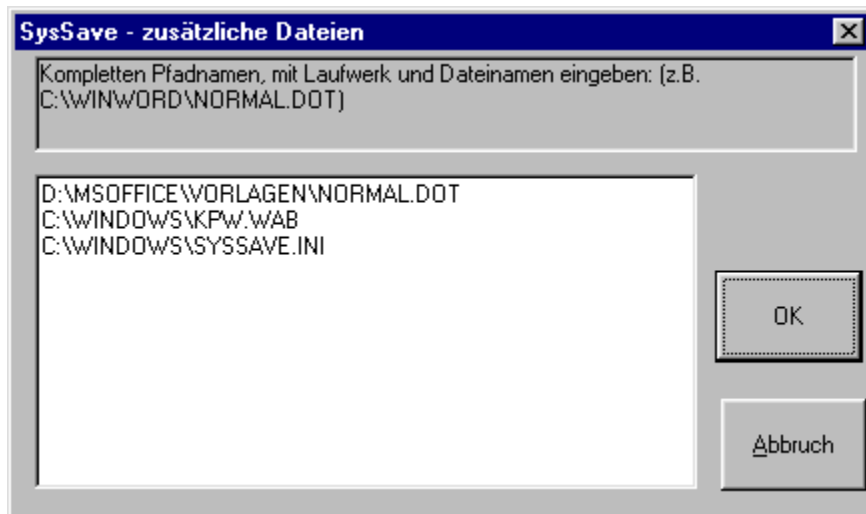 SysSave - zusätzliche Dateien
Kompletten Pfadnamen, mit Laufwerk und Dateinamen eingeben: (z.B.
C:\WINWORD\NORMAL.DOT)
D:\MSOFFICE\VORLAGEN\NORMAL.DOT
C:\WINDOWS\KPW.WAB
C:\WINDOWS\SYSSAVE.INI
OK
Abbruch